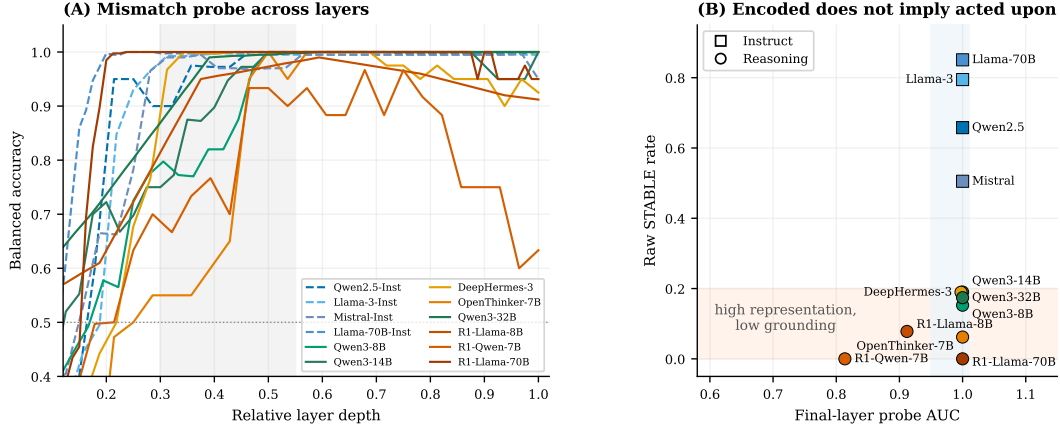 (A) Mismatch probe across layers
Balanced accuracy
1.0
0.9
0.8
0.7
0.6
0.5
0.4
0.2
0.3
0.4
0.5
0.6
0.7
0.8
0.9
1.0
Relative layer depth
Qwen2.5-Inst
Llama-3-Inst
Mistral-Inst
Llama-70B-Inst
Qwen3-8B
Qwen3-14B
DeepHermes-3
OpenThinker-7B
Qwen3-32B
R1-Llama-8B
R1-Qwen-7B
R1-Llama-70B
(B) Encoded does not imply acted upon
Raw STABLE rate
0.8
0.6
0.4
0.2
0.0
0.6
0.7
0.8
0.9
1.0
1.1
Final-layer probe AUC
Instruct
Reasoning
Llama-70B
Llama-3
Qwen2.5
Mistral
Qwen3-14B
DeepHermes-3
Qwen3-32B
Qwen3-8B
high representation,
low grounding
R1-Llama-8B
OpenThinker-7B
R1-Qwen-7B
R1-Llama-70B